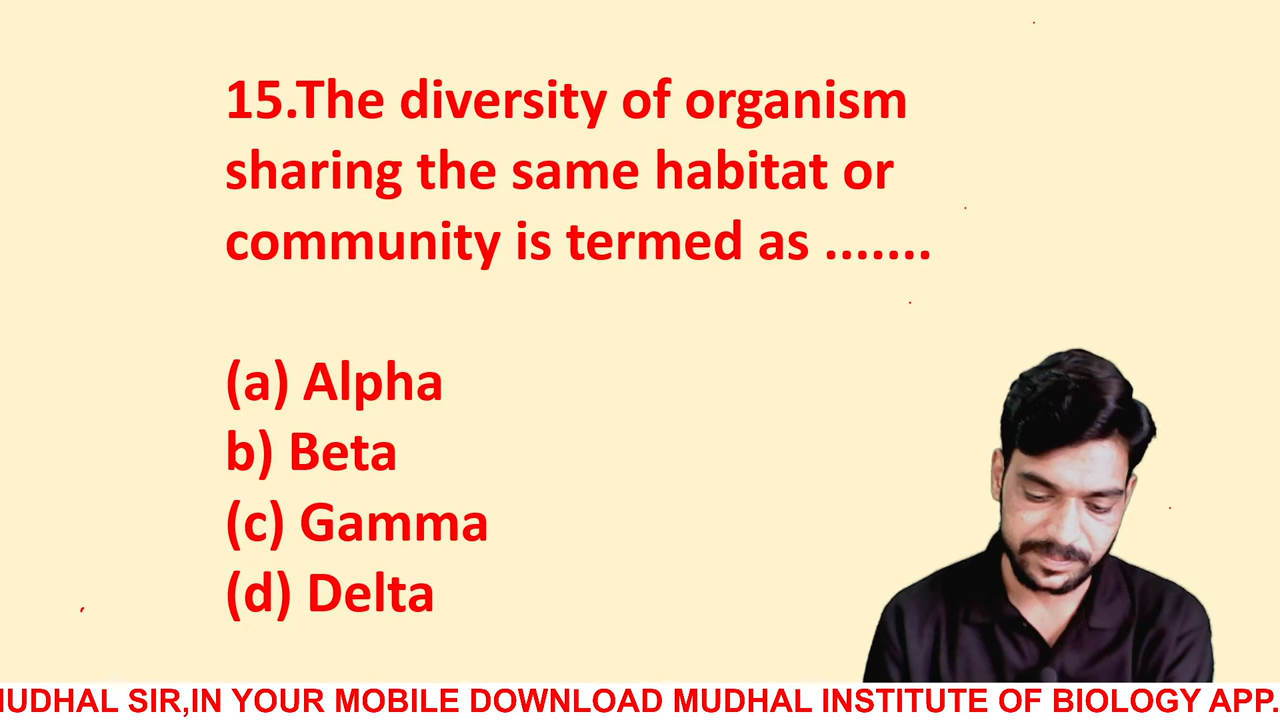 15.The diversity of organism
sharing the same habitat or
community is termed as .......
(a) Alpha
b) Beta
(c) Gamma
(d) Delta
SIR,IN YOUR MOBILE DOWNLOAD MUDHAL INSTITUTE OF BIOLOGY APP.